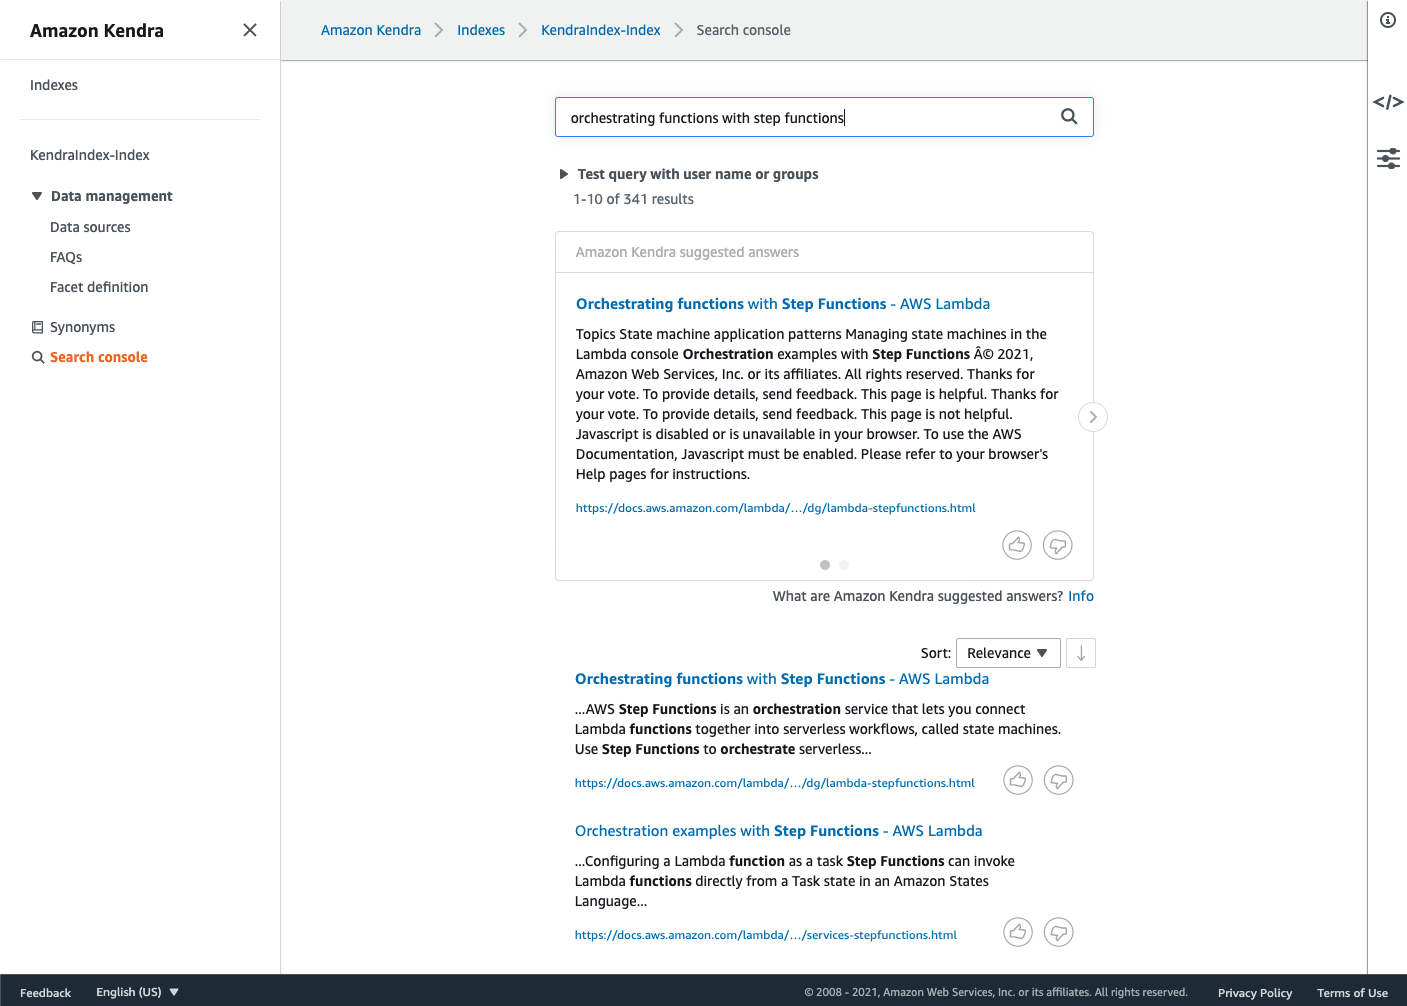 Amazon Kendra
Indexes
KendraIndex-Index
Data management
Data sources
FAQs
Facet definition
Synonyms
Search console
Amazon Kendra
Indexes
KendraIndex-Index
Search console
orchestrating functions with step functions
Test query with user name or groups
1-10 of 341 results
Amazon Kendra suggested answers
Orchestrating functions with Step Functions - AWS Lambda
Topics State machine application patterns Managing state machines in the
Lambda console Orchestration examples with Step Functions Â© 2021,
Amazon Web Services, Inc. or its affiliates. All rights reserved. Thanks for
your vote. To provide details, send feedback. This page is helpful. Thanks for
your vote. To provide details, send feedback. This page is not helpful.
Javascript is disabled or is unavailable in your browser. To use the AWS
Documentation, Javascript must be enabled. Please refer to your browser's
Help pages for instructions.
https://docs.aws.amazon.com/lambda/…/dg/lambda-stepfunctions.html
What are Amazon Kendra suggested answers? Info
Sort: Relevance
Orchestrating functions with Step Functions - AWS Lambda
...AWS Step Functions is an orchestration service that lets you connect
Lambda functions together into serverless workflows, called state machines.
Use Step Functions to orchestrate serverless...
https://docs.aws.amazon.com/lambda/…/dg/lambda-stepfunctions.html
Orchestration examples with Step Functions - AWS Lambda
...Configuring a Lambda function as a task Step Functions can invoke
Lambda functions directly from a Task state in an Amazon States
Language...
https://docs.aws.amazon.com/lambda/…/services-stepfunctions.html
Feedback
English (US)
© 2008 - 2021, Amazon Web Services, Inc. or its affiliates. All rights reserved.
Privacy Policy
Terms of Use